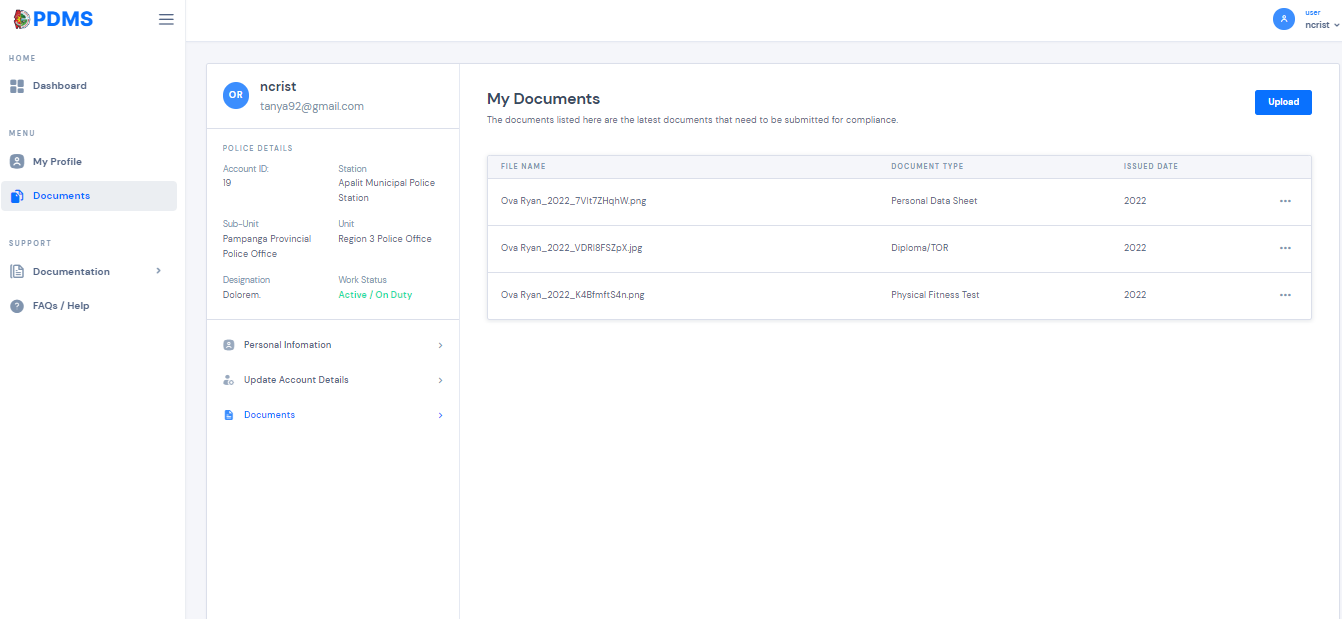 PDMS
user
ncrist
HOME
Dashboard
MENU
My Profile
Documents
SUPPORT
Documentation
FAQs / Help
OR
ncrist
tanya92@gmail.com
POLICE DETAILS
Account ID:
19
Station
Apalit Municipal Police
Station
Sub-Unit
Pampanga Provincial
Police Office
Unit
Region 3 Police Office
Designation
Dolorem.
Work Status
Active / On Duty
Personal Infomation
Update Account Details
Documents
My Documents
The documents listed here are the latest documents that need to be submitted for compliance.
Upload
FILE NAME DOCUMENT TYPE ISSUED DATE
Ova Ryan_2022_7VIt7ZHqhW.png Personal Data Sheet 2022
Ova Ryan_2022_VDRI8FSZpX.jpg Diploma/TOR 2022
Ova Ryan_2022_K4BfmftS4n.png Physical Fitness Test 2022